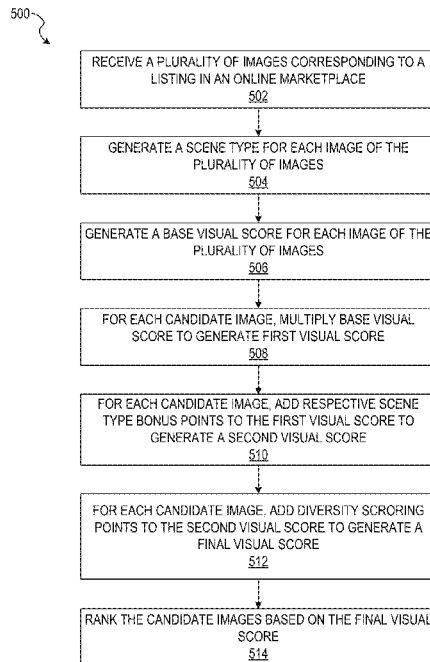 500
RECEIVE A PLURALITY OF IMAGES CORRESPONDING TO A
LISTING IN AN ONLINE MARKETPLACE
502
GENERATE A SCENE TYPE FOR EACH IMAGE OF THE
PLURALITY OF IMAGES
504
GENERATE A BASE VISUAL SCORE FOR EACH IMAGE OF THE
PLURALITY OF IMAGES
506
FOR EACH CANDIDATE IMAGE, MULTIPLY BASE VISUAL
SCORE TO GENERATE FIRST VISUAL SCORE
508
FOR EACH CANDIDATE IMAGE, ADD RESPECTIVE SCENE
TYPE BONUS POINTS TO THE FIRST VISUAL SCORE TO
GENERATE A SECOND VISUAL SCORE
510
FOR EACH CANDIDATE IMAGE, ADD DIVERSITY SCRORING
POINTS TO THE SECOND VISUAL SCORE TO GENERATE A
FINAL VISUAL SCORE
512
RANK THE CANDIDATE IMAGES BASED ON THE FINAL VISUAL
SCORE
514